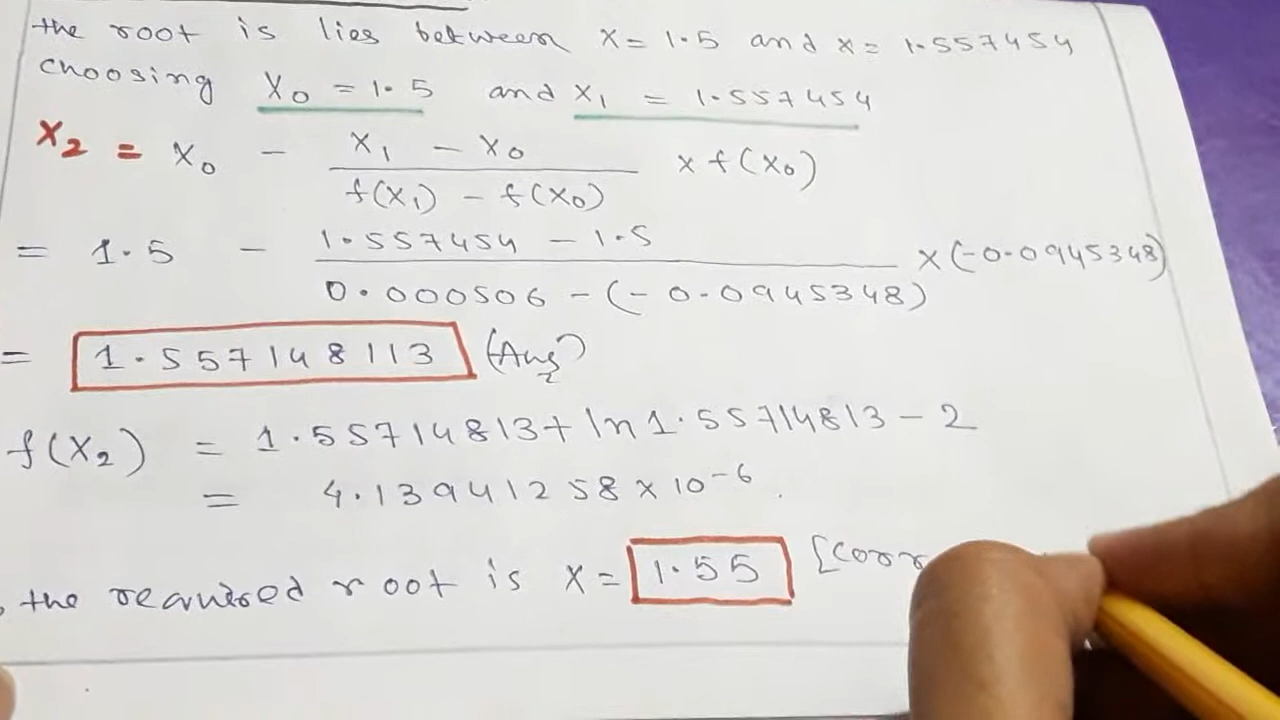 the root is lies between x = 1.5 and x = 1.557454
choosing X₀ = 1.5 and X₁ = 1.557454
X₂ = X₀ - (X₁ - X₀) / (f(X₁) - f(X₀)) × f(X₀)
= 1.5 - (1.557454 - 1.5) / (0.000506 - (-0.0945348)) × (-0.0945348)
= 1.557148113 (Ans)
f(X₂) = 1.55714813 + ln 1.55714813 - 2
= 4.13941258 × 10⁻⁶.
the required root is X = 1.55 [Corr